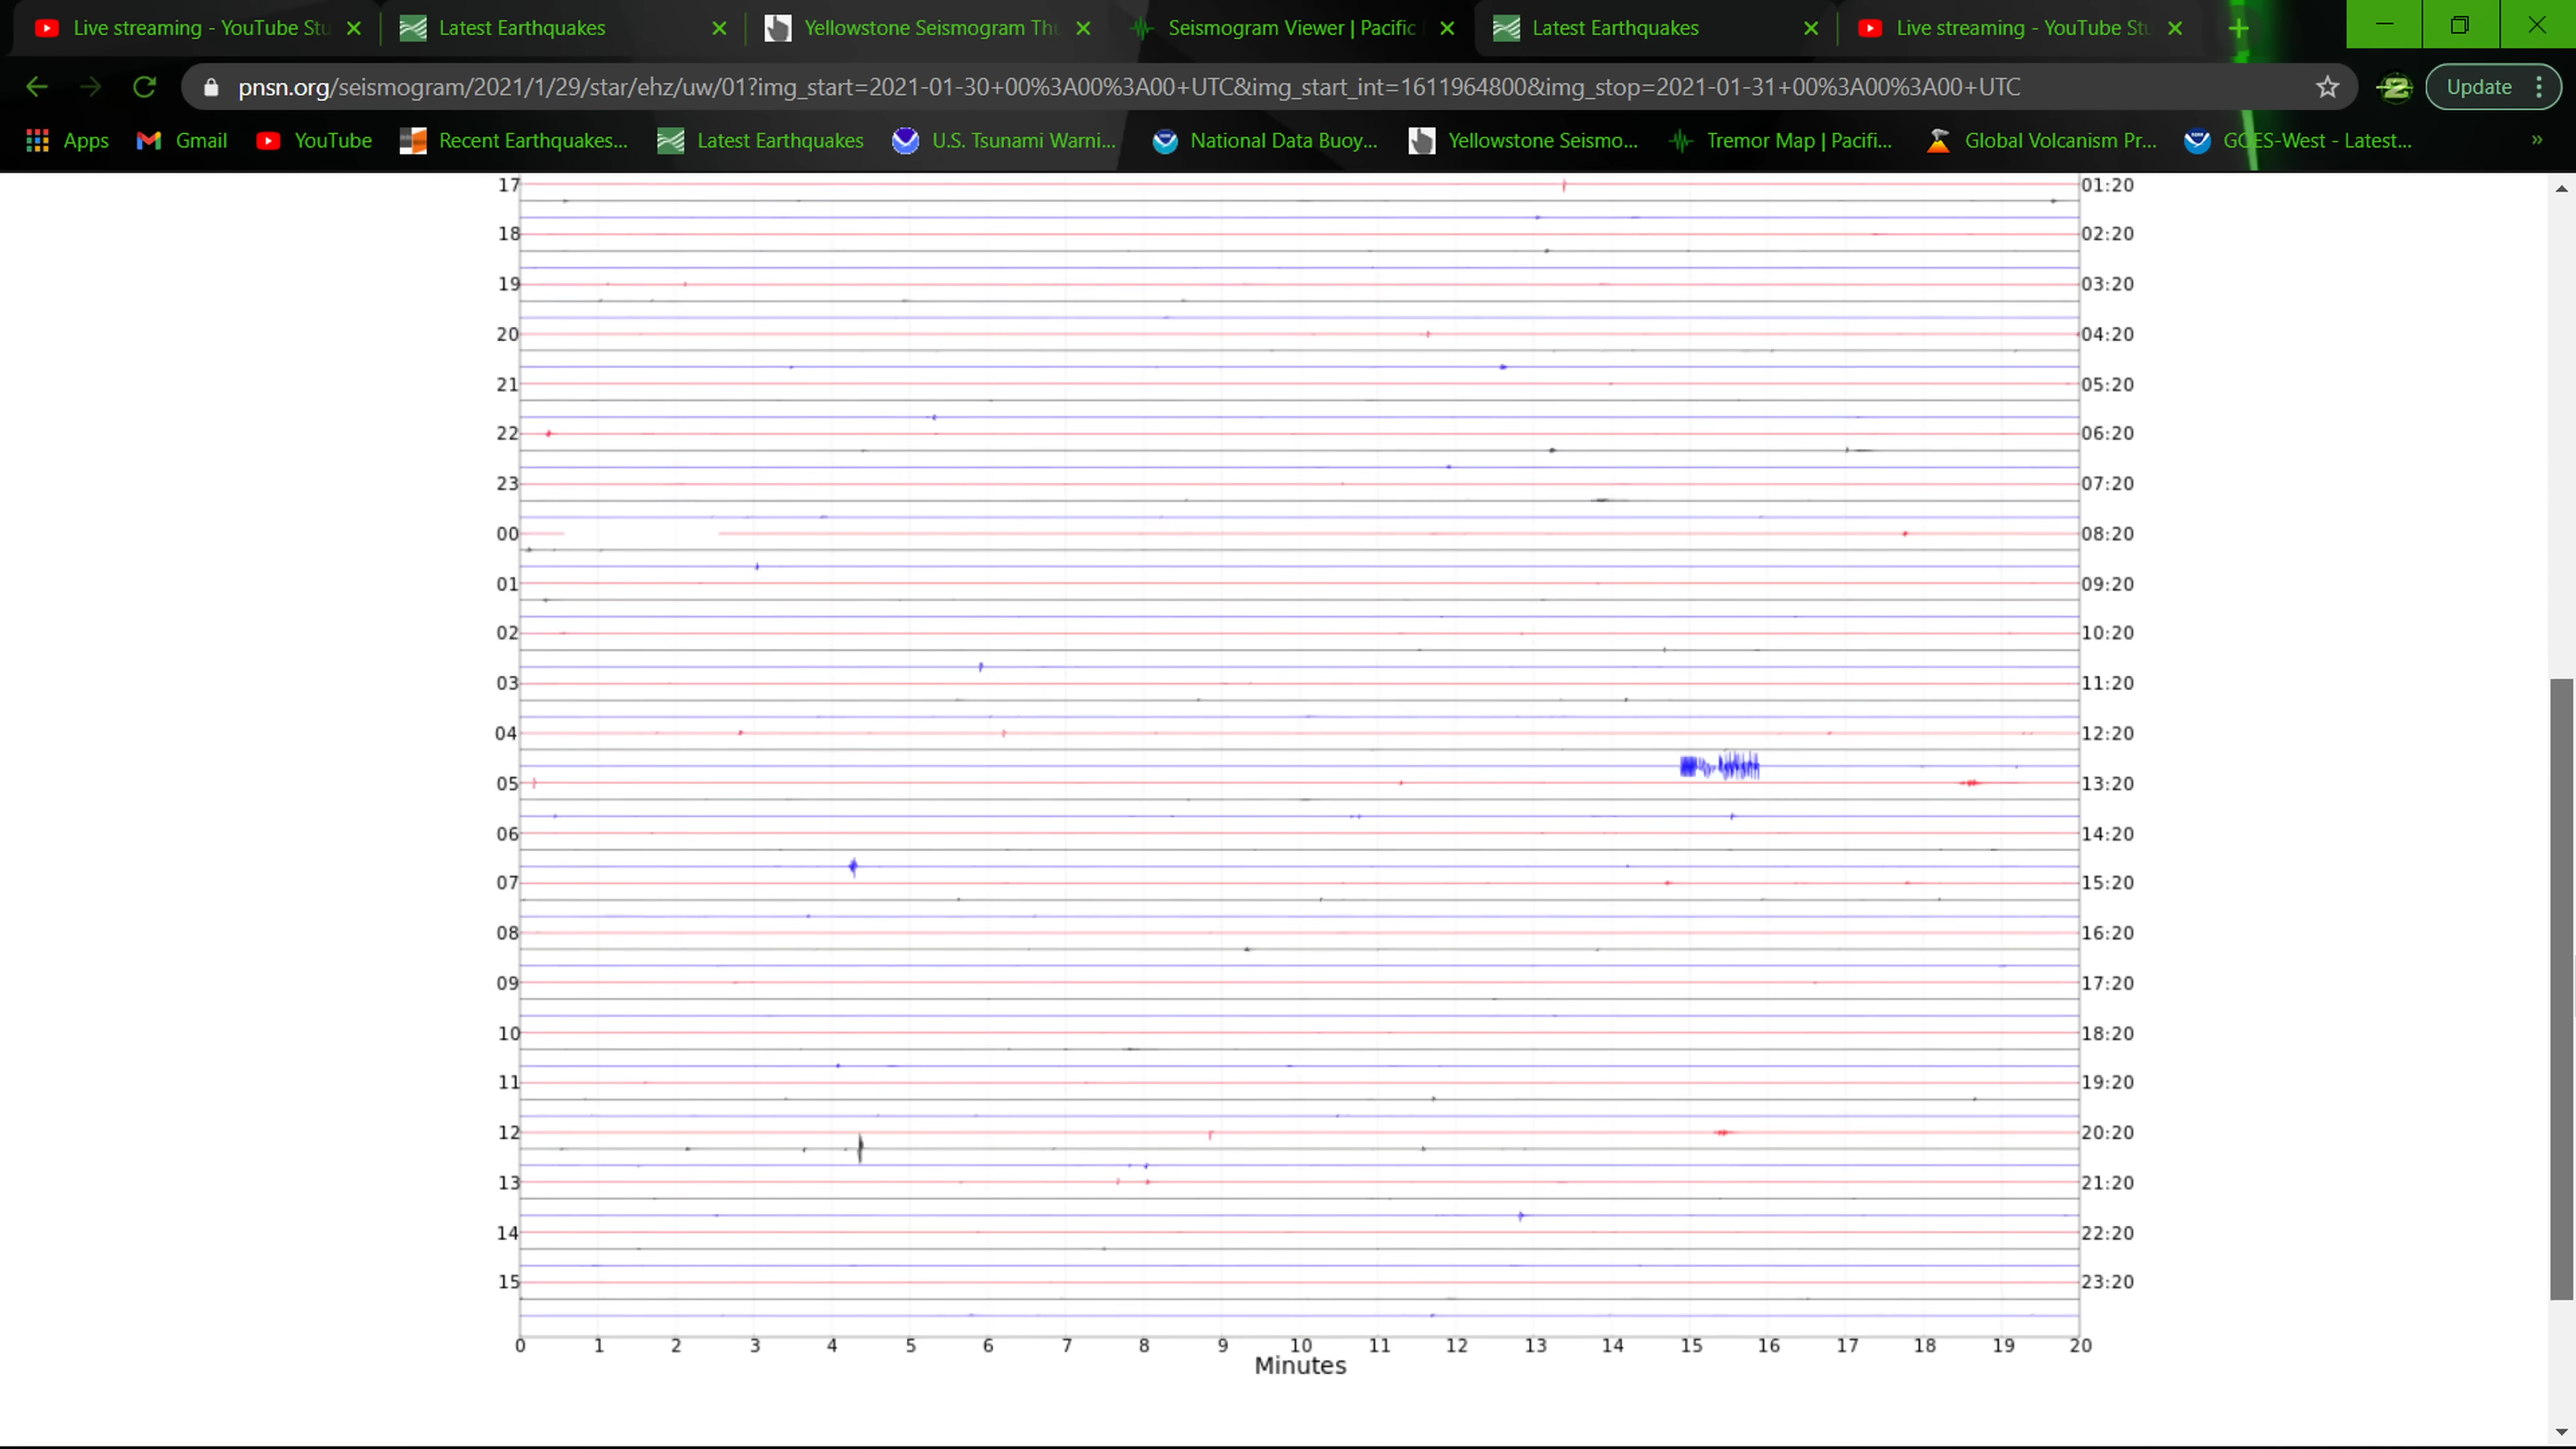 Live streaming - YouTube Stu
Latest Earthquakes
Yellowstone Seismogram Thu
Seismogram Viewer | Pacific
Latest Earthquakes
Live streaming - YouTube Stu
pnsn.org/seismogram/2021/1/29/star/ehz/uw/01?img_start=2021-01-30+00%3A00%3A00+UTC&img_start_int=1611964800&img_stop=2021-01-31+00%3A00%3A00+UTC
Update
Apps
Gmail
YouTube
Recent Earthquakes...
Latest Earthquakes
U.S. Tsunami Warni...
National Data Buoy...
Yellowstone Seismo...
Tremor Map | Pacifi...
Global Volcanism Pr...
GOES-West - Latest...
»
17 01:20
18 02:20
19 03:20
20 04:20
21 05:20
22 06:20
23 07:20
00 08:20
01 09:20
02 10:20
03 11:20
04 12:20
05 13:20
06 14:20
07 15:20
08 16:20
09 17:20
10 18:20
11 19:20
12 20:20
13 21:20
14 22:20
15 23:20
0 1 2 3 4 5 6 7 8 9 10 11 12 13 14 15 16 17 18 19 20
Minutes